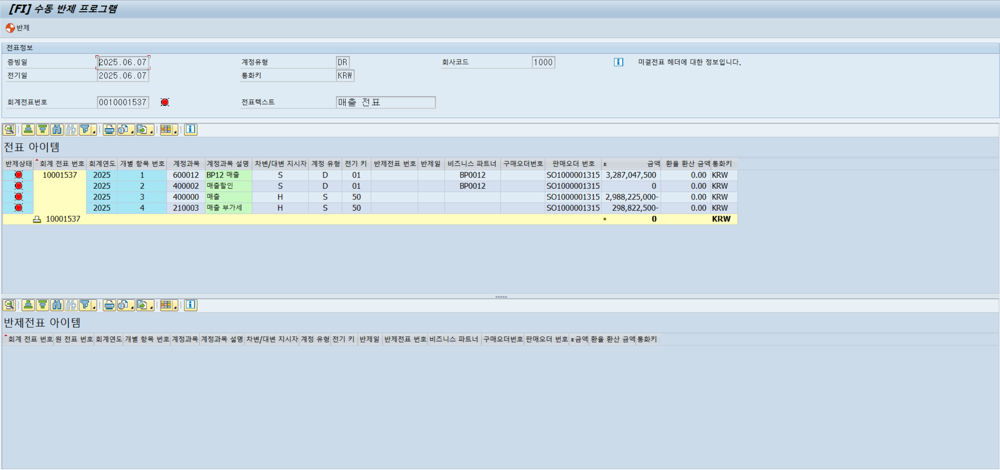 [FI] 수동 반제 프로그램
반제
전표정보
증빙일 2025.06.07 계정유형 DR 회사코드 1000 미결전표 헤더에 대한 정보입니다.
전기일 2025.06.07 통화키 KRW
회계전표번호 0010001537 전표텍스트 매출 전표
전표 아이템
반제상태 회계 전표 번호 회계연도 개별 항목 번호 계정과목 계정과목 설명 차변/대변 지시자 계정 유형 전기 키 반제전표 번호 반제일 비즈니스 파트너 구매오더번호 판매오더 번호 Σ 금액 환율 환산 금액 통화키
10001537 2025 1 600012 BP12 매출 S D 01 BP0012 SO1000001315 3,287,047,500 0.00 KRW
2025 2 400002 매출할인 S D 01 BP0012 SO1000001315 0 0.00 KRW
2025 3 400000 매출 H S 50 SO1000001315 2,988,225,000- 0.00 KRW
2025 4 210003 매출 부가세 H S 50 SO1000001315 298,822,500- 0.00 KRW
10001537 0 KRW
반제전표 아이템
회계 전표 번호 원 전표 번호 회계연도 개별 항목 번호 계정과목 계정과목 설명 차변/대변 지시자 계정 유형 전기 키 반제일 반제전표 번호 비즈니스 파트너 구매오더번호 판매오더 번호 Σ 금액 환율 환산 금액 통화키